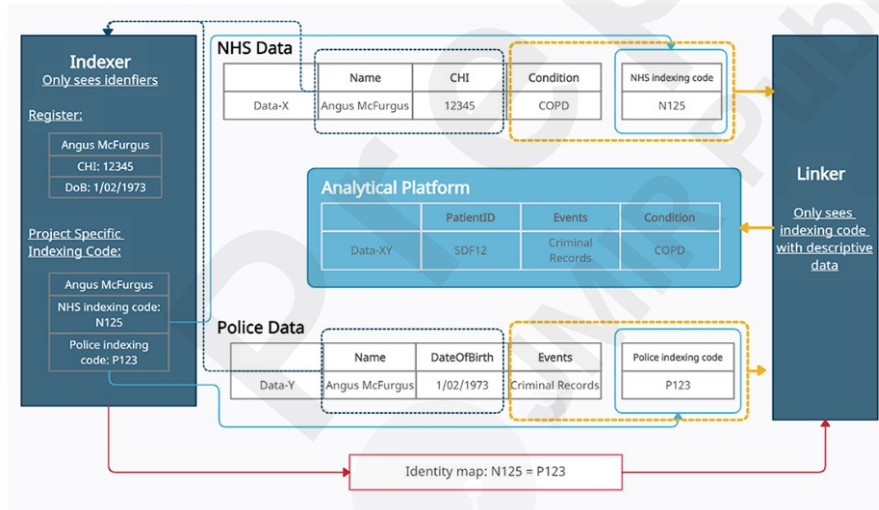 Indexer
Only sees idenfiers
Register:
Angus McFurgus
CHI: 12345
DoB: 1/02/1973
Project Specific
Indexing Code:
Angus McFurgus
NHS indexing code:
N125
Police indexing
code: P123
NHS Data
Name CHI Condition NHS indexing code
Data-X Angus McFurgus 12345 COPD N125
Analytical Platform
PatientID Events Condition
Data-XY SDF12 Criminal Records COPD
Police Data
Name DateOfBirth Events Police indexing code
Data-Y Angus McFurgus 1/02/1973 Criminal Records P123
Linker
Only sees
indexing code
with descriptive
data
Identity map: N125 = P123
JMIR Pub